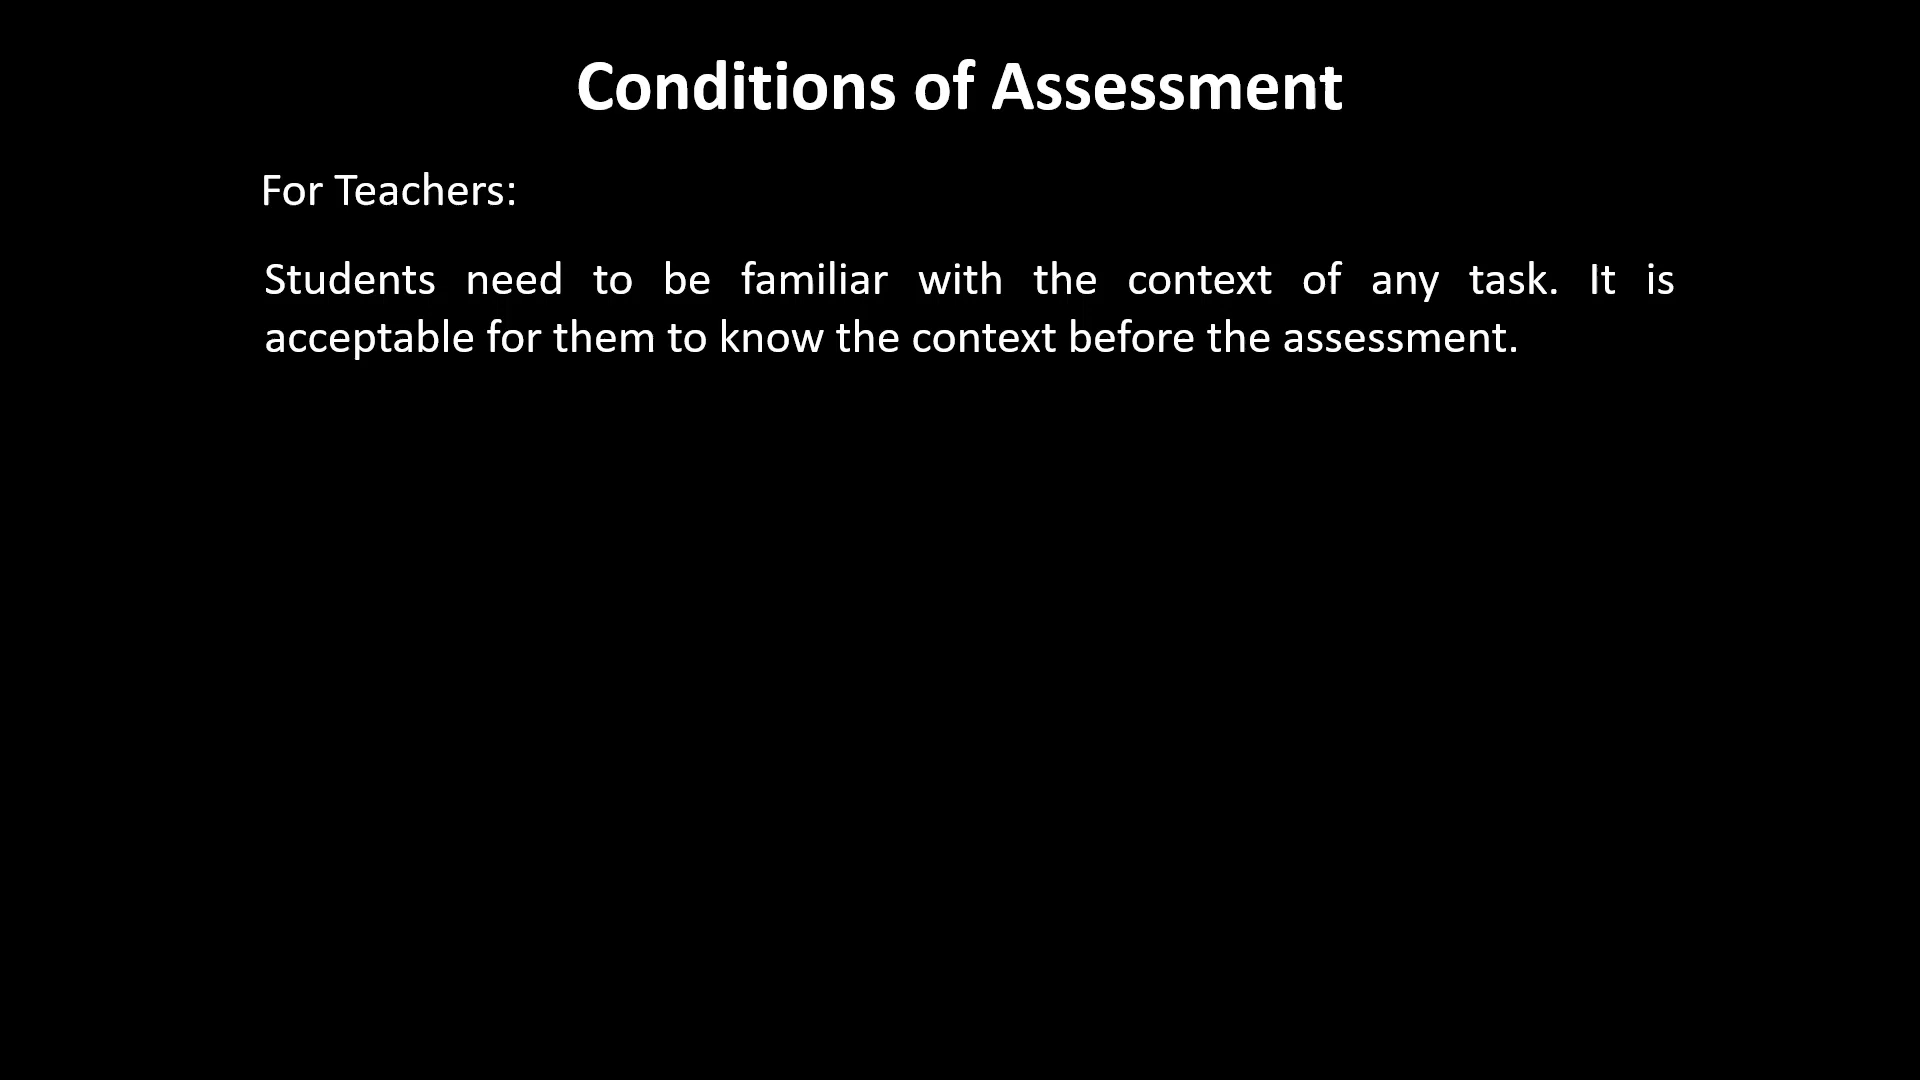 Conditions of Assessment
For Teachers:
Students need to be familiar with the context of any task. It is
acceptable for them to know the context before the assessment.